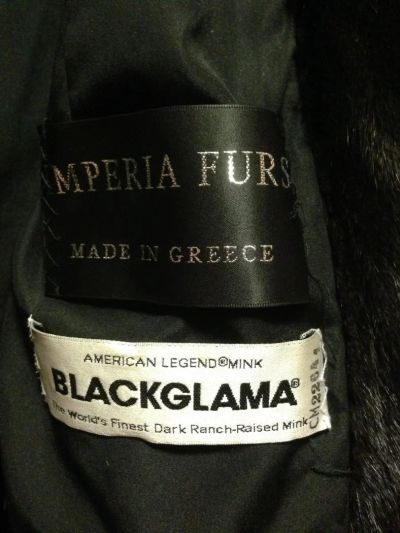 MPERIA FURS
MADE IN GREECE
AMERICAN LEGEND®MINK
BLACKGLAMA®
The World's Finest Dark Ranch-Raised Mink